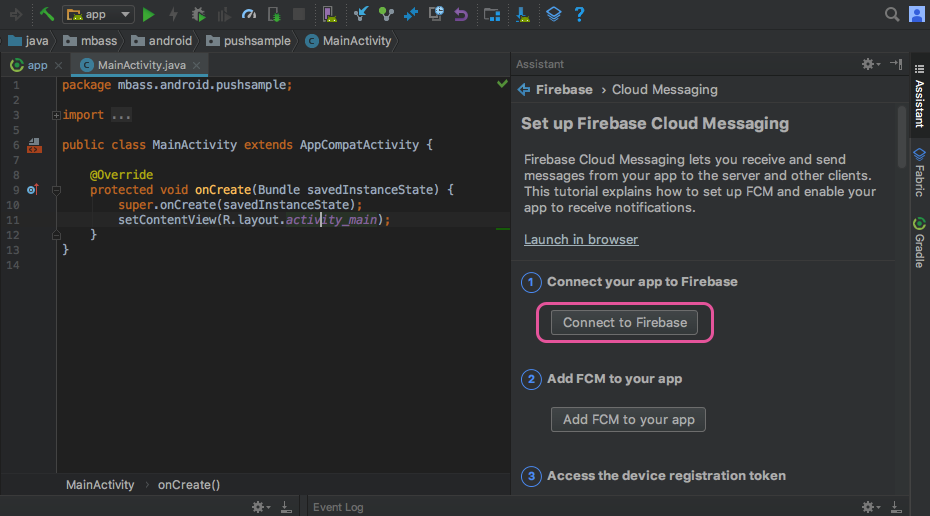 app
java mbass android pushsample MainActivity
app MainActivity.java
1 package mbass.android.pushsample;
2
3 import ...
5
6 public class MainActivity extends AppCompatActivity {
7
8 @Override
9 protected void onCreate(Bundle savedInstanceState) {
10 super.onCreate(savedInstanceState);
11 setContentView(R.layout.activity_main);
12 }
13 }
14
MainActivity › onCreate()
Assistant
Firebase › Cloud Messaging
Set up Firebase Cloud Messaging
Firebase Cloud Messaging lets you receive and send
messages from your app to the server and other clients.
This tutorial explains how to set up FCM and enable your
app to receive notifications.
Launch in browser
1 Connect your app to Firebase
Connect to Firebase
2 Add FCM to your app
Add FCM to your app
3 Access the device registration token
Assistant
Fabric
Gradle
Event Log